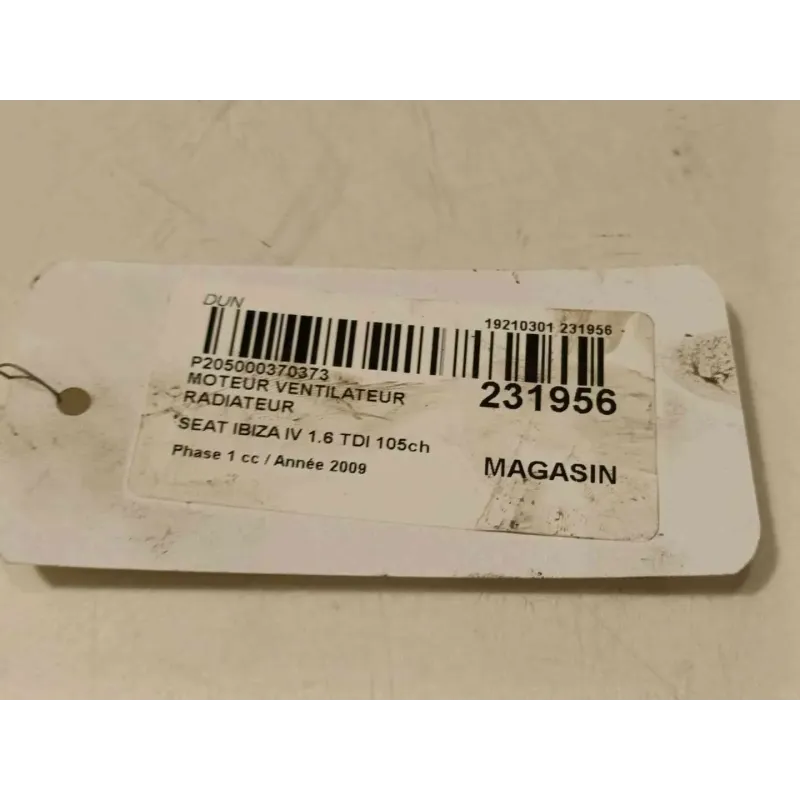 DUN
19210301 231956
P205000370373
231956
MOTEUR VENTILATEUR
RADIATEUR
SEAT IBIZA IV 1.6 TDI 105ch
Phase 1 cc / Année 2009
MAGASIN